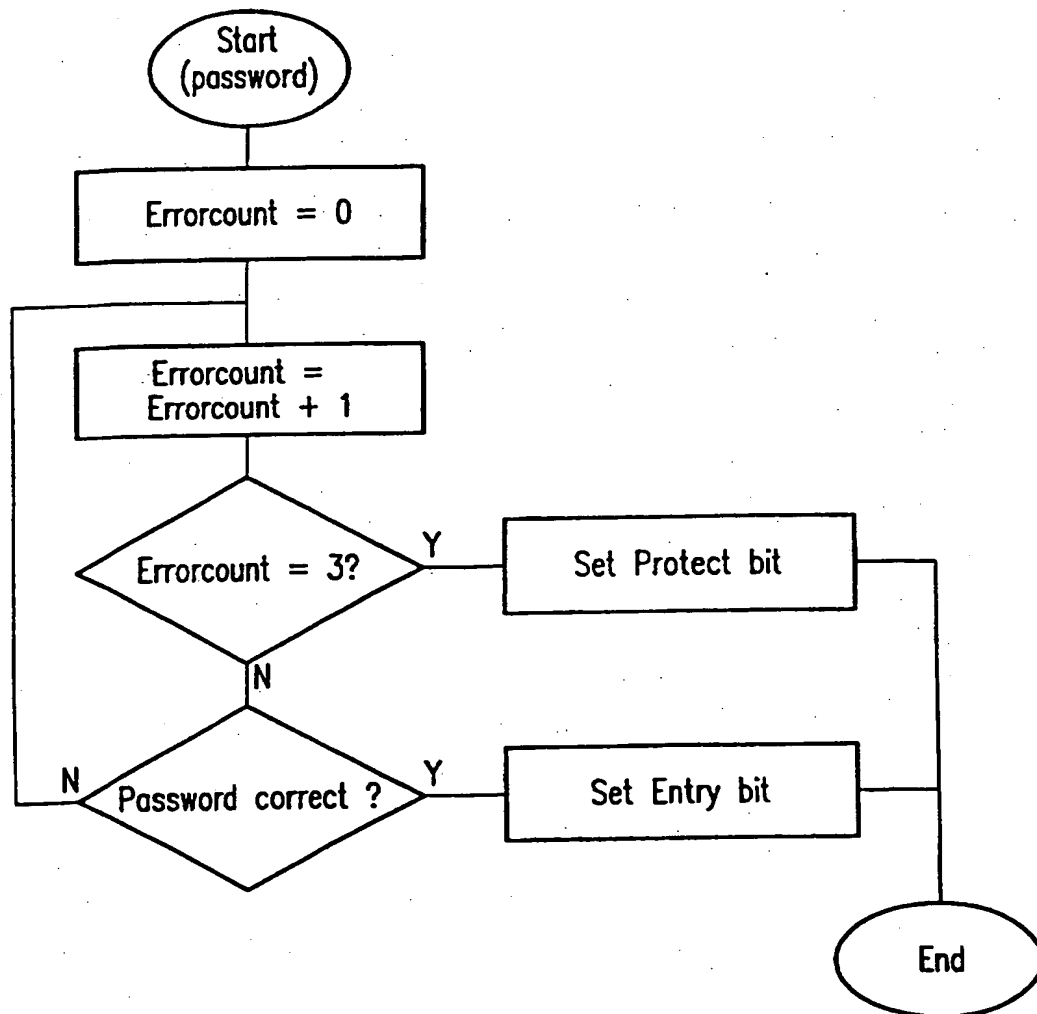 Start
(password)
Errorcount = 0
Errorcount =
Errorcount + 1
Errorcount = 3?
Y
Set Protect bit
N
N
Password correct ?
Y
Set Entry bit
End